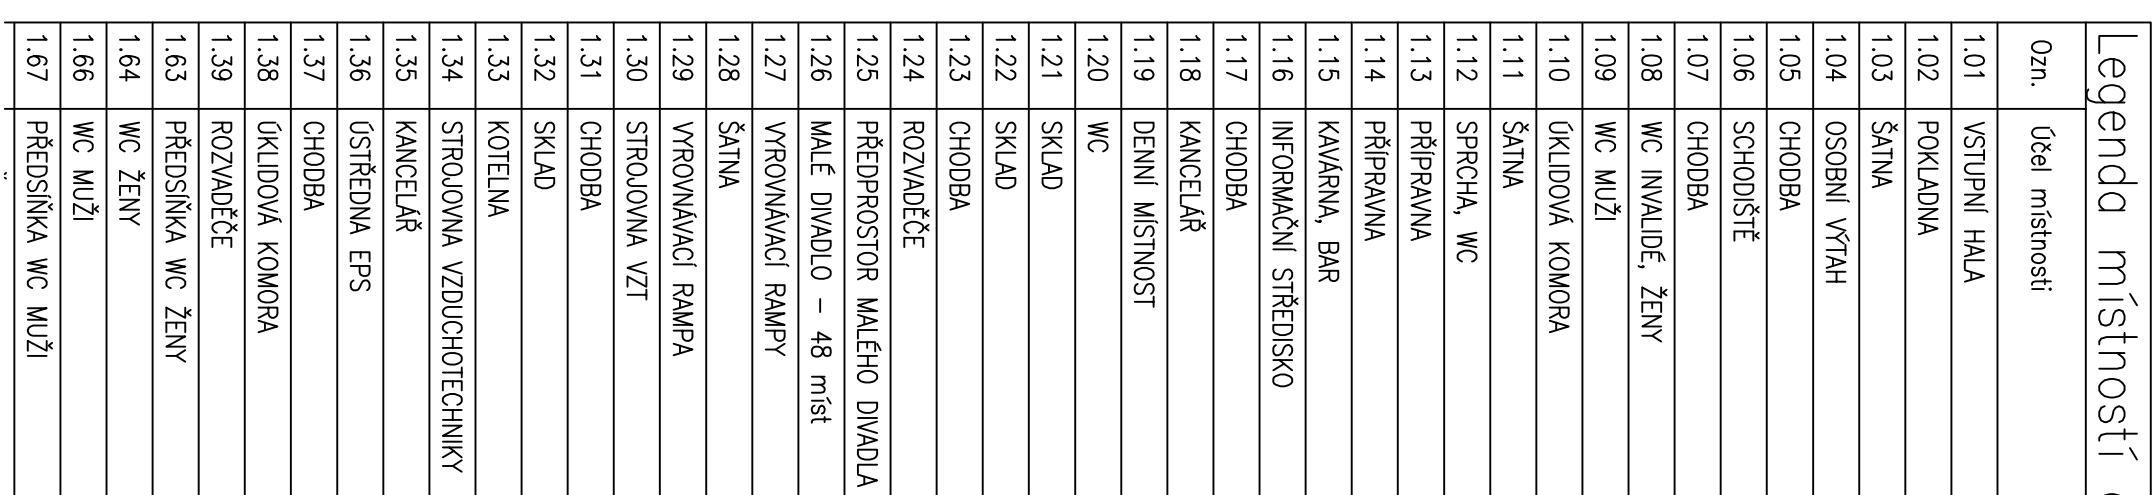 Legenda místností
Ozn. Účel místnosti
1.01 VSTUPNÍ HALA
1.02 POKLADNA
1.03 ŠATNA
1.04 OSOBNÍ VÝTAH
1.05 CHODBA
1.06 SCHODIŠTĚ
1.07 CHODBA
1.08 WC INVALIDÉ, ŽENY
1.09 WC MUŽI
1.10 ÚKLIDOVÁ KOMORA
1.11 ŠATNA
1.12 SPRCHA, WC
1.13 PŘÍPRAVNA
1.14 PŘÍPRAVNA
1.15 KAVÁRNA, BAR
1.16 INFORMAČNÍ STŘEDISKO
1.17 CHODBA
1.18 KANCELÁŘ
1.19 DENNÍ MÍSTNOST
1.20 WC
1.21 SKLAD
1.22 SKLAD
1.23 CHODBA
1.24 ROZVADĚČE
1.25 PŘEDPROSTOR MALÉHO DIVADLA
1.26 MALÉ DIVADLO – 48 míst
1.27 VYROVNÁVACÍ RAMPY
1.28 ŠATNA
1.29 VYROVNÁVACÍ RAMPA
1.30 STROJOVNA VZT
1.31 CHODBA
1.32 SKLAD
1.33 KOTELNA
1.34 STROJOVNA VZDUCHOTECHNIKY
1.35 KANCELÁŘ
1.36 ÚSTŘEDNA EPS
1.37 CHODBA
1.38 ÚKLIDOVÁ KOMORA
1.39 ROZVADĚČE
1.63 PŘEDSÍŇKA WC ŽENY
1.64 WC ŽENY
1.66 WC MUŽI
1.67 PŘEDSÍŇKA WC MUŽI